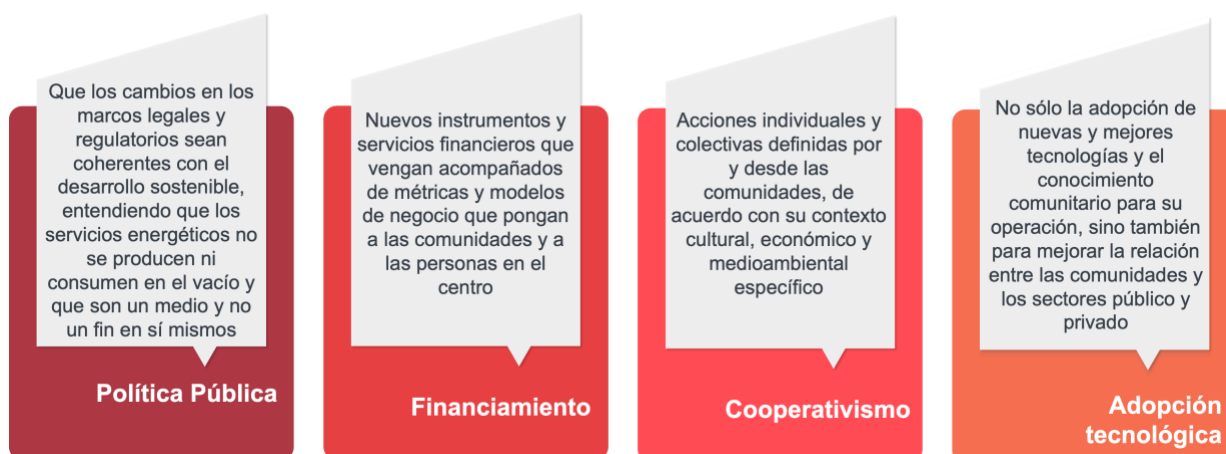 Que los cambios en los
marcos legales y
regulatorios sean
coherentes con el
desarrollo sostenible,
entendiendo que los
servicios energéticos no
se producen ni
consumen en el vacío y
que son un medio y no
un fin en sí mismos
Política Pública
Nuevos instrumentos y
servicios financieros que
vengan acompañados
de métricas y modelos
de negocio que pongan
a las comunidades y a
las personas en el
centro
Financiamiento
Acciones individuales y
colectivas definidas por
y desde las
comunidades, de
acuerdo con su contexto
cultural, económico y
medioambiental
específico
Cooperativismo
No sólo la adopción de
nuevas y mejores
tecnologías y el
conocimiento
comunitario para su
operación, sino también
para mejorar la relación
entre las comunidades y
los sectores público y
privado
Adopción
tecnológica